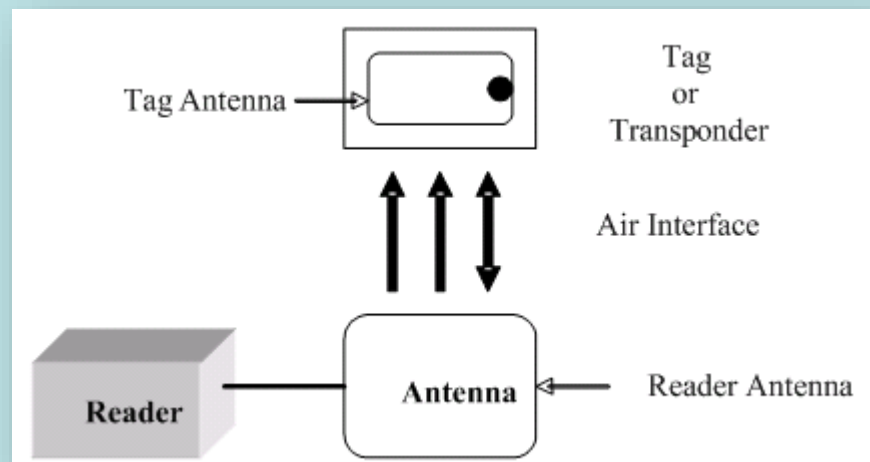 Tag Antenna
Tag
or
Transponder
Air Interface
Reader
Antenna
Reader Antenna